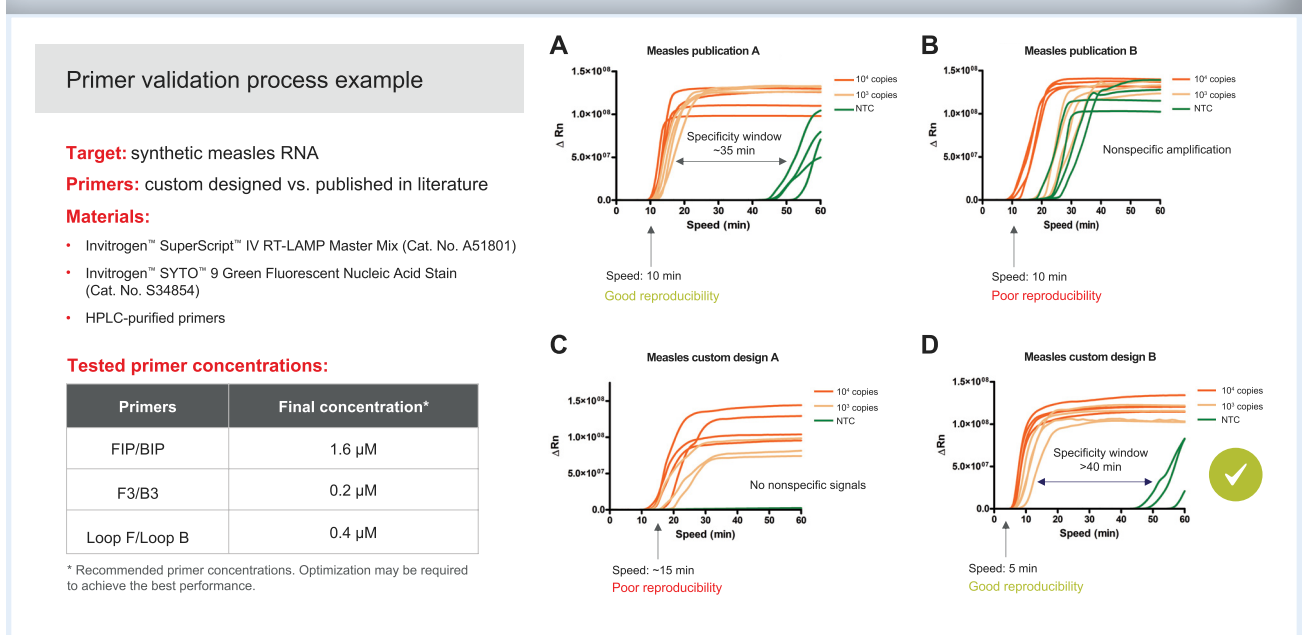 Primer validation process example
Target: synthetic measles RNA
Primers: custom designed vs. published in literature
Materials:
• Invitrogen™ SuperScript™ IV RT-LAMP Master Mix (Cat. No. A51801)
• Invitrogen™ SYTO™ 9 Green Fluorescent Nucleic Acid Stain
(Cat. No. S34854)
• HPLC-purified primers
Tested primer concentrations:
Primers Final concentration*
FIP/BIP 1.6 µM
F3/B3 0.2 µM
Loop F/Loop B 0.4 µM
* Recommended primer concentrations. Optimization may be required
to achieve the best performance.
A
Measles publication A
1.5×10⁰⁸
1.0×10⁰⁸
5.0×10⁰⁷
0.0
Δ Rn
0 10 20 30 40 50 60
Speed (min)
10⁴ copies
10³ copies
NTC
Specificity window
~35 min
Speed: 10 min
Good reproducibility
B
Measles publication B
1.5×10⁰⁸
1.0×10⁰⁸
5.0×10⁰⁷
0.0
Δ Rn
0 10 20 30 40 50 60
Speed (min)
10⁴ copies
10³ copies
NTC
Nonspecific amplification
Speed: 10 min
Poor reproducibility
C
Measles custom design A
1.5×10⁰⁸
1.0×10⁰⁸
5.0×10⁰⁷
0.0
ΔRn
0 10 20 30 40 50 60
Speed (min)
10⁴ copies
10³ copies
NTC
No nonspecific signals
Speed: ~15 min
Poor reproducibility
D
Measles custom design B
1.5×10⁰⁸
1.0×10⁰⁸
5.0×10⁰⁷
0.0
ΔRn
0 10 20 30 40 50 60
Speed (min)
10⁴ copies
10³ copies
NTC
Specificity window
>40 min
Speed: 5 min
Good reproducibility